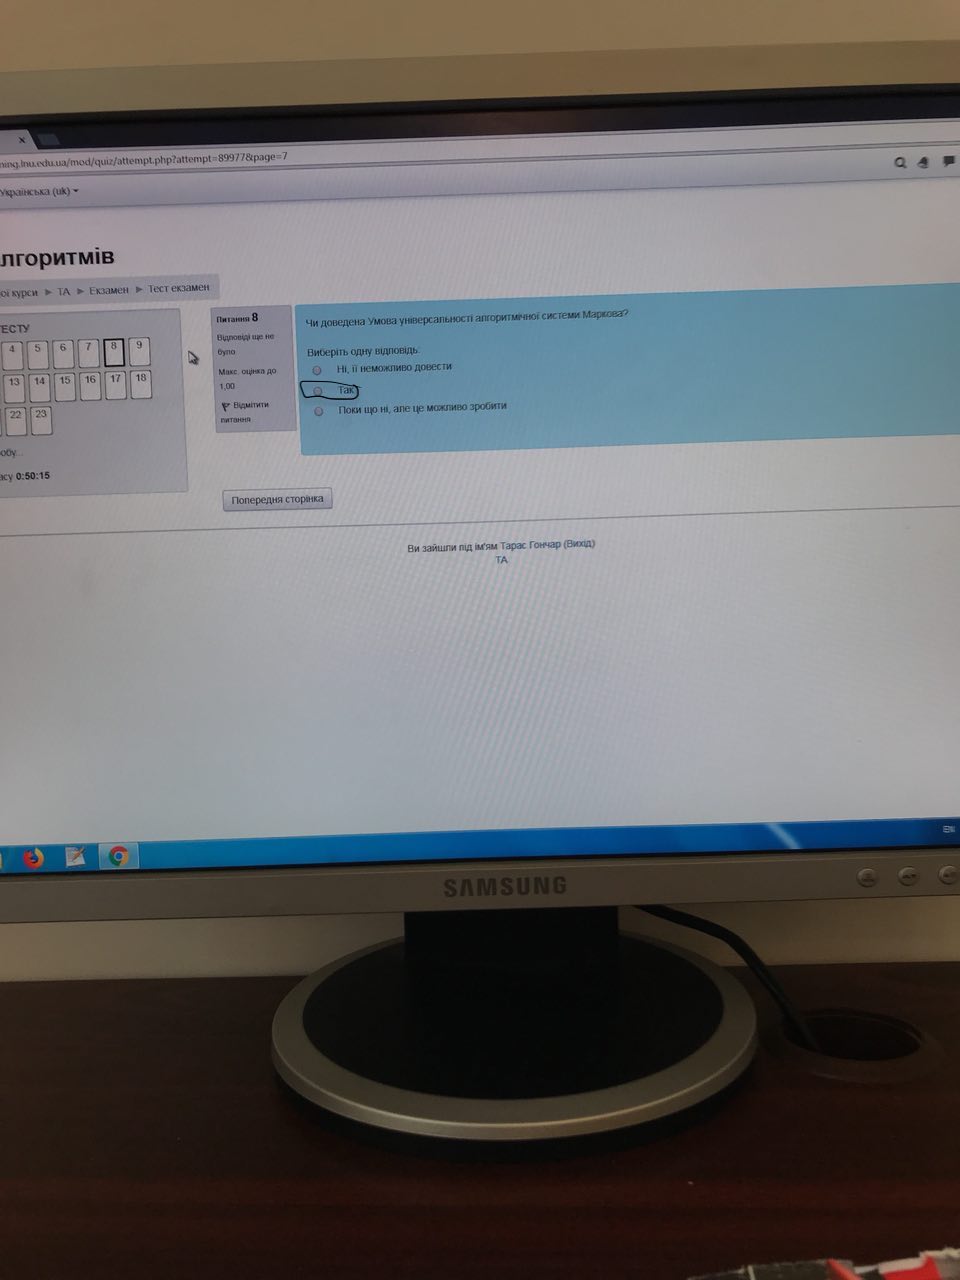 ning.lnu.edu.ua/mod/quiz/attempt.php?attempt=89977&page=7
Українська (uk)
лгоритмів
ої курси ► ТА ► Екзамен ► Тест екзамен
ЕСТУ
4 5 6 7 8 9
13 14 15 16 17 18
22 23
обу...
асу 0:50:15
Питання 8
Відповіді ще не
було
Макс. оцінка до
1,00
Відмітити
питання
Чи доведена Умова універсальності алгоритмічної системи Маркова?
Виберіть одну відповідь:
Ні, її неможливо довести
Так
Поки що ні, але це можливо зробити
Попередня сторінка
Ви зайшли під ім'ям Тарас Гончар (Вихід)
ТА
EN
SAMSUNG